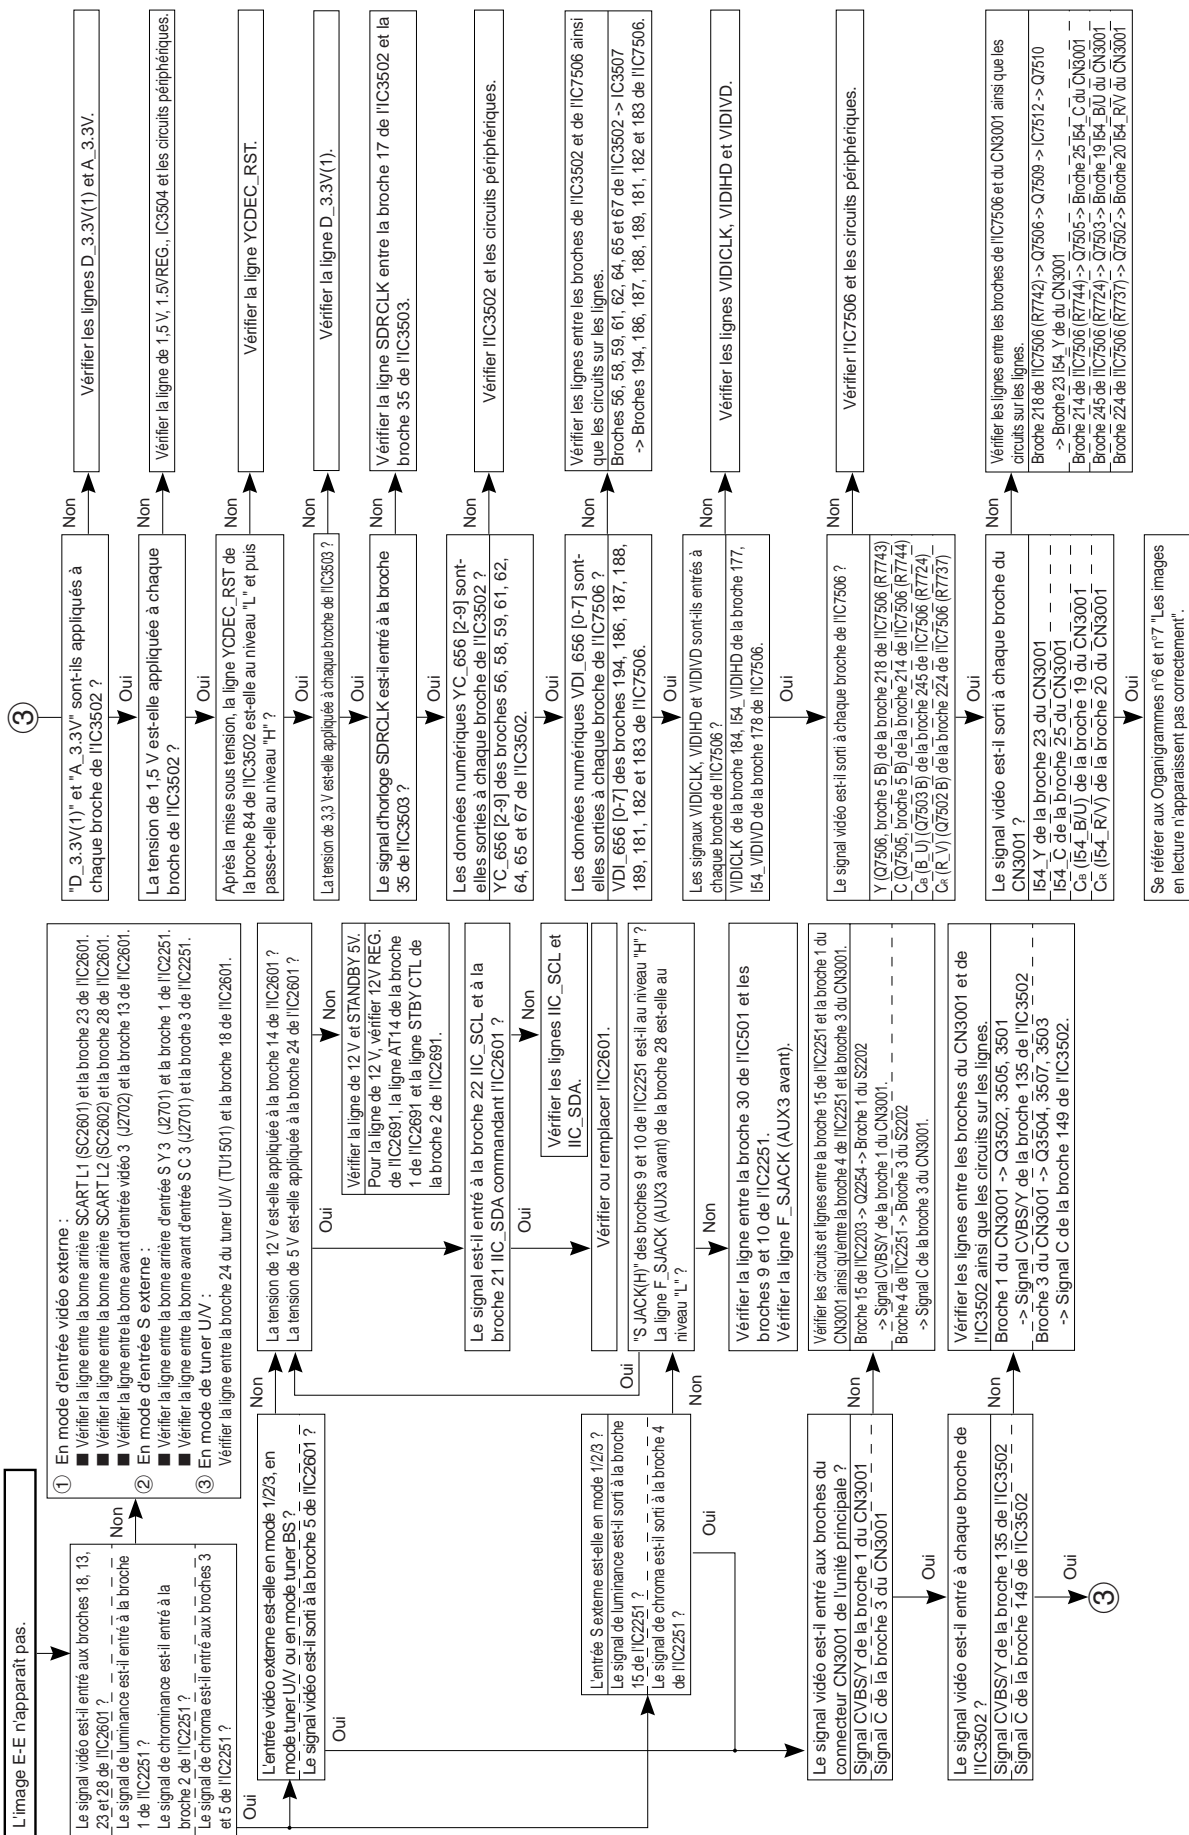 L'image E-E n'apparaît pas.
Le signal vidéo est-il entré aux broches 18, 13,
23 et 28 de l'IC2601 ?
Le signal de luminance est-il entré à la broche
1 de l'IC2251 ?
Le signal de chrominance est-il entré à la
broche 2 de l'IC2251 ?
Le signal de chroma est-il entré aux broches 3
et 5 de l'IC2251 ?
Non
Oui
① En mode d'entrée vidéo externe :
■ Vérifier la ligne entre la borne arrière SCART L1 (SC2601) et la broche 23 de l'IC2601.
■ Vérifier la ligne entre la borne arrière SCART L2 (SC2602) et la broche 28 de l'IC2601.
■ Vérifier la ligne entre la borne avant d'entrée vidéo 3 (J2702) et la broche 13 de l'IC2601.
② En mode d'entrée S externe :
■ Vérifier la ligne entre la borne arrière d'entrée S Y 3 (J2701) et la broche 1 de l'IC2251.
■ Vérifier la ligne entre la borne avant d'entrée S C 3 (J2701) et la broche 3 de l'IC2251.
③ En mode de tuner U/V :
Vérifier la ligne entre la broche 24 du tuner U/V (TU1501) et la broche 18 de l'IC2601.
L'entrée vidéo externe est-elle en mode 1/2/3, en
mode tuner U/V ou en mode tuner BS ?
Le signal vidéo est-il sorti à la broche 5 de l'IC2601 ?
Non
Oui
La tension de 12 V est-elle appliquée à la broche 14 de l'IC2601 ?
La tension de 5 V est-elle appliquée à la broche 24 de l'IC2601 ?
Non
Oui
Vérifier la ligne de 12 V et STANDBY 5V.
Pour la ligne de 12 V, vérifier 12V REG.
de l'IC2691, la ligne AT14 de la broche
1 de l'IC2691 et la ligne STBY CTL de
la broche 2 de l'IC2691.
Le signal est-il entré à la broche 22 IIC_SCL et à la
broche 21 IIC_SDA commandant l'IC2601 ?
Non
Oui
Vérifier les lignes IIC_SCL et
IIC_SDA.
Vérifier ou remplacer l'IC2601.
L'entrée S externe est-elle en mode 1/2/3 ?
Le signal de luminance est-il sorti à la broche
15 de l'IC2251 ?
Le signal de chroma est-il sorti à la broche 4
de l'IC2251 ?
Non
Oui
"S JACK(H)" des broches 9 et 10 de l'IC2251 est-il au niveau "H" ?
La ligne F_SJACK (AUX3 avant) de la broche 28 est-elle au
niveau "L" ?
Oui
Non
Vérifier la ligne entre la broche 30 de l'IC501 et les
broches 9 et 10 de l'IC2251.
Vérifier la ligne F_SJACK (AUX3 avant).
Le signal vidéo est-il entré aux broches du
connecteur CN3001 de l'unité principale ?
Signal CVBS/Y de la broche 1 du CN3001
Signal C de la broche 3 du CN3001
Non
Oui
Vérifier les circuits et lignes entre la broche 15 de l'IC2251 et la broche 1 du
CN3001 ainsi qu'entre la broche 4 de l'IC2251 et la broche 3 du CN3001.
Broche 15 de l'IC2203 -> Q2254 -> Broche 1 du S2202
-> Signal CVBS/Y de la broche 1 du CN3001.
Broche 4 de l'IC2251 -> Broche 3 du S2202
-> Signal C de la broche 3 du CN3001.
Le signal vidéo est-il entré à chaque broche de
l'IC3502 ?
Signal CVBS/Y de la broche 135 de l'IC3502
Signal C de la broche 149 de l'IC3502
Non
Oui
③
Vérifier les lignes entre les broches du CN3001 et de
l'IC3502 ainsi que les circuits sur les lignes.
Broche 1 du CN3001 -> Q3502, 3505, 3501
-> Signal CVBS/Y de la broche 135 de l'IC3502
Broche 3 du CN3001 -> Q3504, 3507, 3503
-> Signal C de la broche 149 de l'IC3502.
③
"D_3.3V(1)" et "A_3.3V" sont-ils appliqués à
chaque broche de l'IC3502 ?
Non
Vérifier les lignes D_3.3V(1) et A_3.3V.
Oui
La tension de 1,5 V est-elle appliquée à chaque
broche de l'IC3502 ?
Non
Vérifier la ligne de 1,5 V, 1.5VREG., IC3504 et les circuits périphériques.
Oui
Après la mise sous tension, la ligne YCDEC_RST de
la broche 84 de l'IC3502 est-elle au niveau "L" et puis
passe-t-elle au niveau "H" ?
Non
Vérifier la ligne YCDEC_RST.
Oui
La tension de 3,3 V est-elle appliquée à chaque broche de l'IC3503 ?
Non
Vérifier la ligne D_3.3V(1).
Oui
Le signal d'horloge SDRCLK est-il entré à la broche
35 de l'IC3503 ?
Non
Vérifier la ligne SDRCLK entre la broche 17 de l'IC3502 et la
broche 35 de l'IC3503.
Oui
Les données numériques YC_656 [2-9] sont-
elles sorties à chaque broche de l'IC3502 ?
YC_656 [2-9] des broches 56, 58, 59, 61, 62,
64, 65 et 67 de l'IC3502.
Non
Vérifier l'IC3502 et les circuits périphériques.
Oui
Les données numériques VDI_656 [0-7] sont-
elles sorties à chaque broche de l'IC7506 ?
VDI_656 [0-7] des broches 194, 186, 187, 188,
189, 181, 182 et 183 de l'IC7506.
Non
Vérifier les lignes entre les broches de l'IC3502 et de l'IC7506 ainsi
que les circuits sur les lignes.
Broches 56, 58, 59, 61, 62, 64, 65 et 67 de l'IC3502 -> IC3507
-> Broches 194, 186, 187, 188, 189, 181, 182 et 183 de l'IC7506.
Oui
Les signaux VIDICLK, VIDIHD et VIDIVD sont-ils entrés à
chaque broche de l'IC7506 ?
VIDICLK de la broche 184, I54_VIDIHD de la broche 177,
I54_VIDIVD de la broche 178 de l'IC7506.
Non
Vérifier les lignes VIDICLK, VIDIHD et VIDIVD.
Oui
Le signal vidéo est-il sorti à chaque broche de l'IC7506 ?
Y (Q7506, broche 5 B) de la broche 218 de l'IC7506 (R7743)
C (Q7505, broche 5 B) de la broche 214 de l'IC7506 (R7744)
CB (B_U) (Q7503 B) de la broche 245 de l'IC7506 (R7724)
CR (R_V) (Q7502 B) de la broche 224 de l'IC7506 (R7737)
Non
Vérifier l'IC7506 et les circuits périphériques.
Oui
Le signal vidéo est-il sorti à chaque broche du
CN3001 ?
I54_Y de la broche 23 du CN3001
I54_C de la broche 25 du CN3001
CB (I54_B/U) de la broche 19 du CN3001
CR (I54_R/V) de la broche 20 du CN3001
Non
Vérifier les lignes entre les broches de l'IC7506 et du CN3001 ainsi que les
circuits sur les lignes.
Broche 218 de l'IC7506 (R7742) -> Q7506 -> Q7509 -> IC7512 -> Q7510
-> Broche 23 I54_Y de du CN3001
Broche 214 de l'IC7506 (R7744) -> Q7505-> Broche 25 I54_C du CN3001
Broche 245 de l'IC7506 (R7724) -> Q7503-> Broche 19 I54_B/U du CN3001
Broche 224 de l'IC7506 (R7737) -> Q7502-> Broche 20 I54_R/V du CN3001
Oui
Se référer aux Organigrammes n°6 et n°7 "Les images
en lecture n'apparaissent pas correctement".